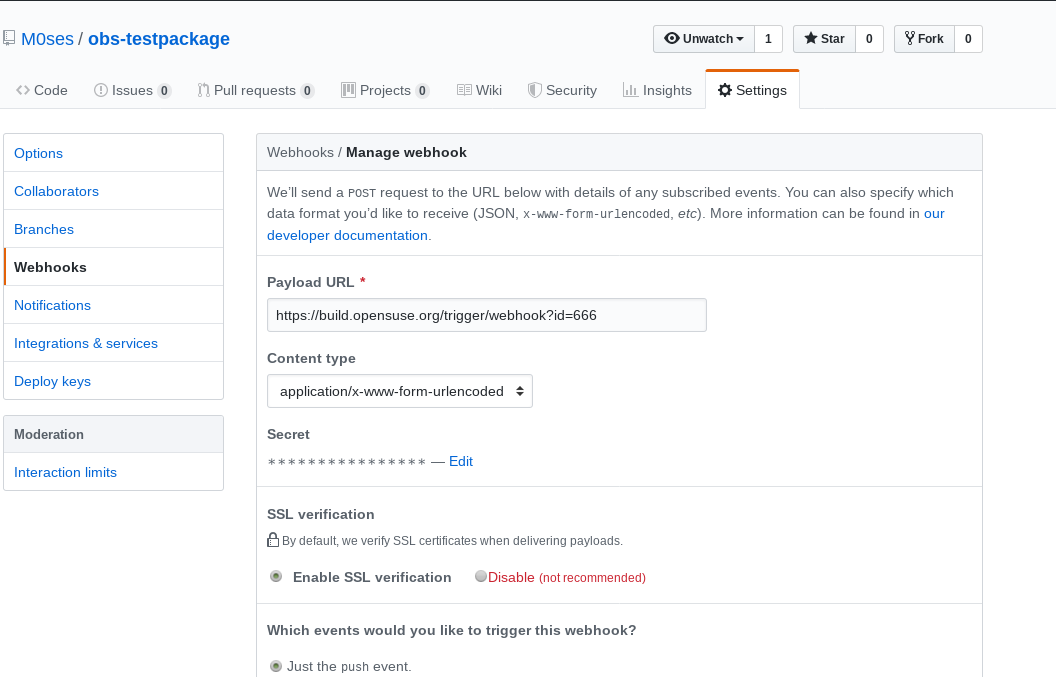 M0ses / obs-testpackage
Unwatch 1 Star 0 Fork 0
Code Issues 0 Pull requests 0 Projects 0 Wiki Security Insights Settings
Options
Collaborators
Branches
Webhooks
Notifications
Integrations & services
Deploy keys
Moderation
Interaction limits
Webhooks / Manage webhook
We’ll send a POST request to the URL below with details of any subscribed events. You can also specify which
data format you’d like to receive (JSON, x-www-form-urlencoded, etc). More information can be found in our
developer documentation.
Payload URL *
https://build.opensuse.org/trigger/webhook?id=666
Content type
application/x-www-form-urlencoded
Secret
**************** — Edit
SSL verification
By default, we verify SSL certificates when delivering payloads.
Enable SSL verification Disable (not recommended)
Which events would you like to trigger this webhook?
Just the push event.